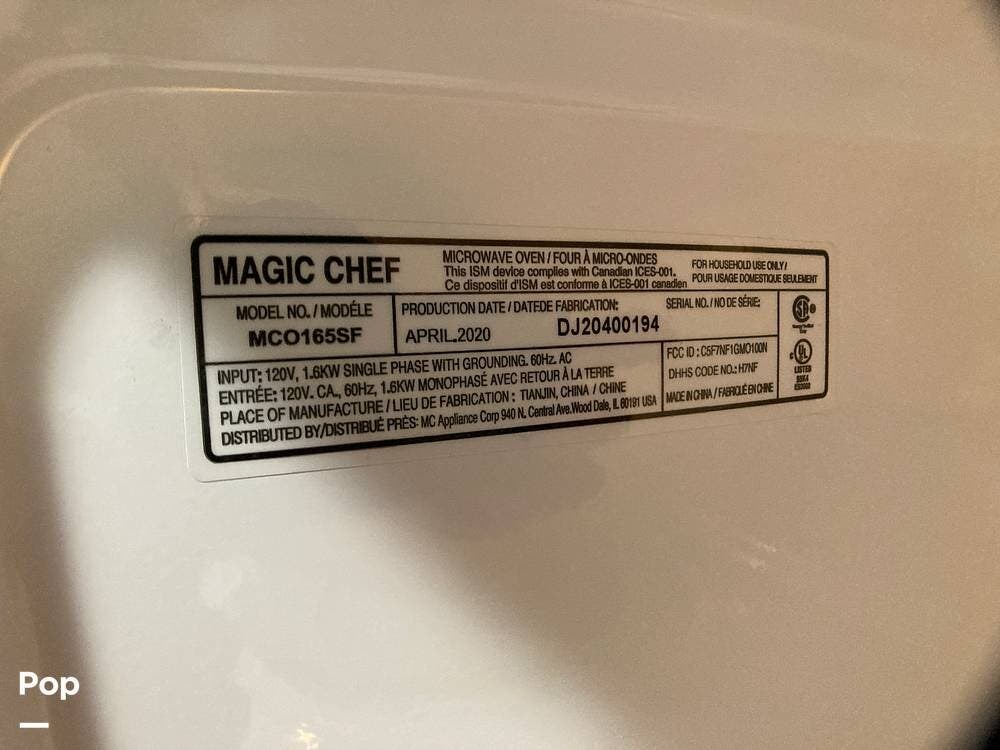 MAGIC CHEF
MICROWAVE OVEN / FOUR À MICRO-ONDES
This ISM device complies with Canadian ICES-001.
Ce dispositif d'ISM est conforme à ICES-001 canadien
FOR HOUSEHOLD USE ONLY /
POUR USAGE DOMESTIQUE SEULEMENT
MODEL NO. / MODÉLE
MCO165SF
PRODUCTION DATE / DATEDE FABRICATION:
APRIL.2020
SERIAL NO. / NO DE SÉRIE:
DJ20400194
INPUT: 120V, 1.6KW SINGLE PHASE WITH GROUNDING. 60Hz. AC
ENTRÉE: 120V. CA., 60Hz, 1.6KW MONOPHASÉ AVEC RETOUR À LA TERRE
PLACE OF MANUFACTURE / LIEU DE FABRICATION : TIANJIN, CHINA / CHINE
DISTRIBUTED BY/DISTRIBUÉ PRÈS: MC Appliance Corp 940 N. Central Ave.Wood Dale, IL 60191 USA
FCC ID : C5F7NF1GMO100N
DHHS CODE NO.: H7NF
MADE IN CHINA / FABRIQUÉ EN CHINE
c UL
LISTED
Pop